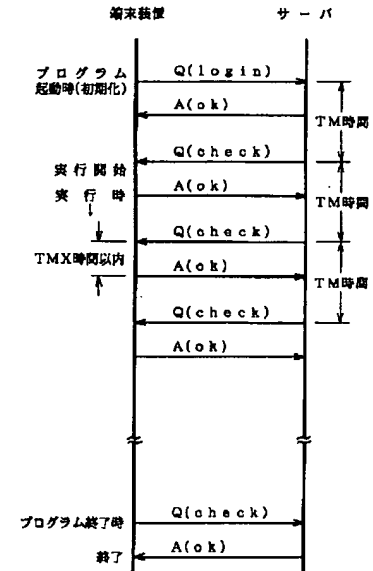 端末装置
サーバ
プログラム
起動時(初期化)
Q(login)
A(ok)
TM時間
Q(check)
実行開始
A(ok)
実行時
↓
TM時間
Q(check)
TMX時間以内
A(ok)
TM時間
Q(check)
A(ok)
プログラム終了時
Q(check)
終了
A(ok)